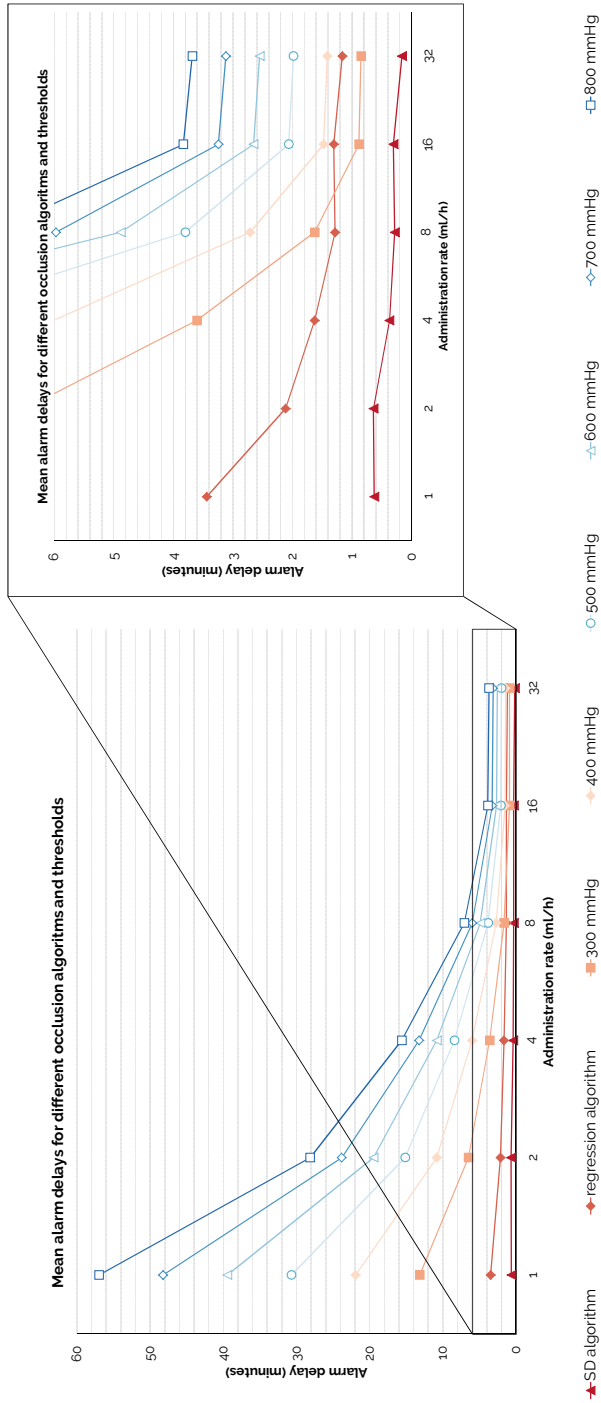 Mean alarm delays for different occlusion algoritms and thresholds
60
50
40
30
20
10
0
Alarm delay (minutes)
1
2
4
8
16
32
Administration rate (mL/h)
Mean alarm delays for different occlusion algoritms and thresholds
6
5
4
3
2
1
0
Alarm delay (minutes)
1
2
4
8
16
32
Administration rate (mL/h)
SD algorithm
regression algorithm
300 mmHg
400 mmHg
500 mmHg
600 mmHg
700 mmHg
800 mmHg